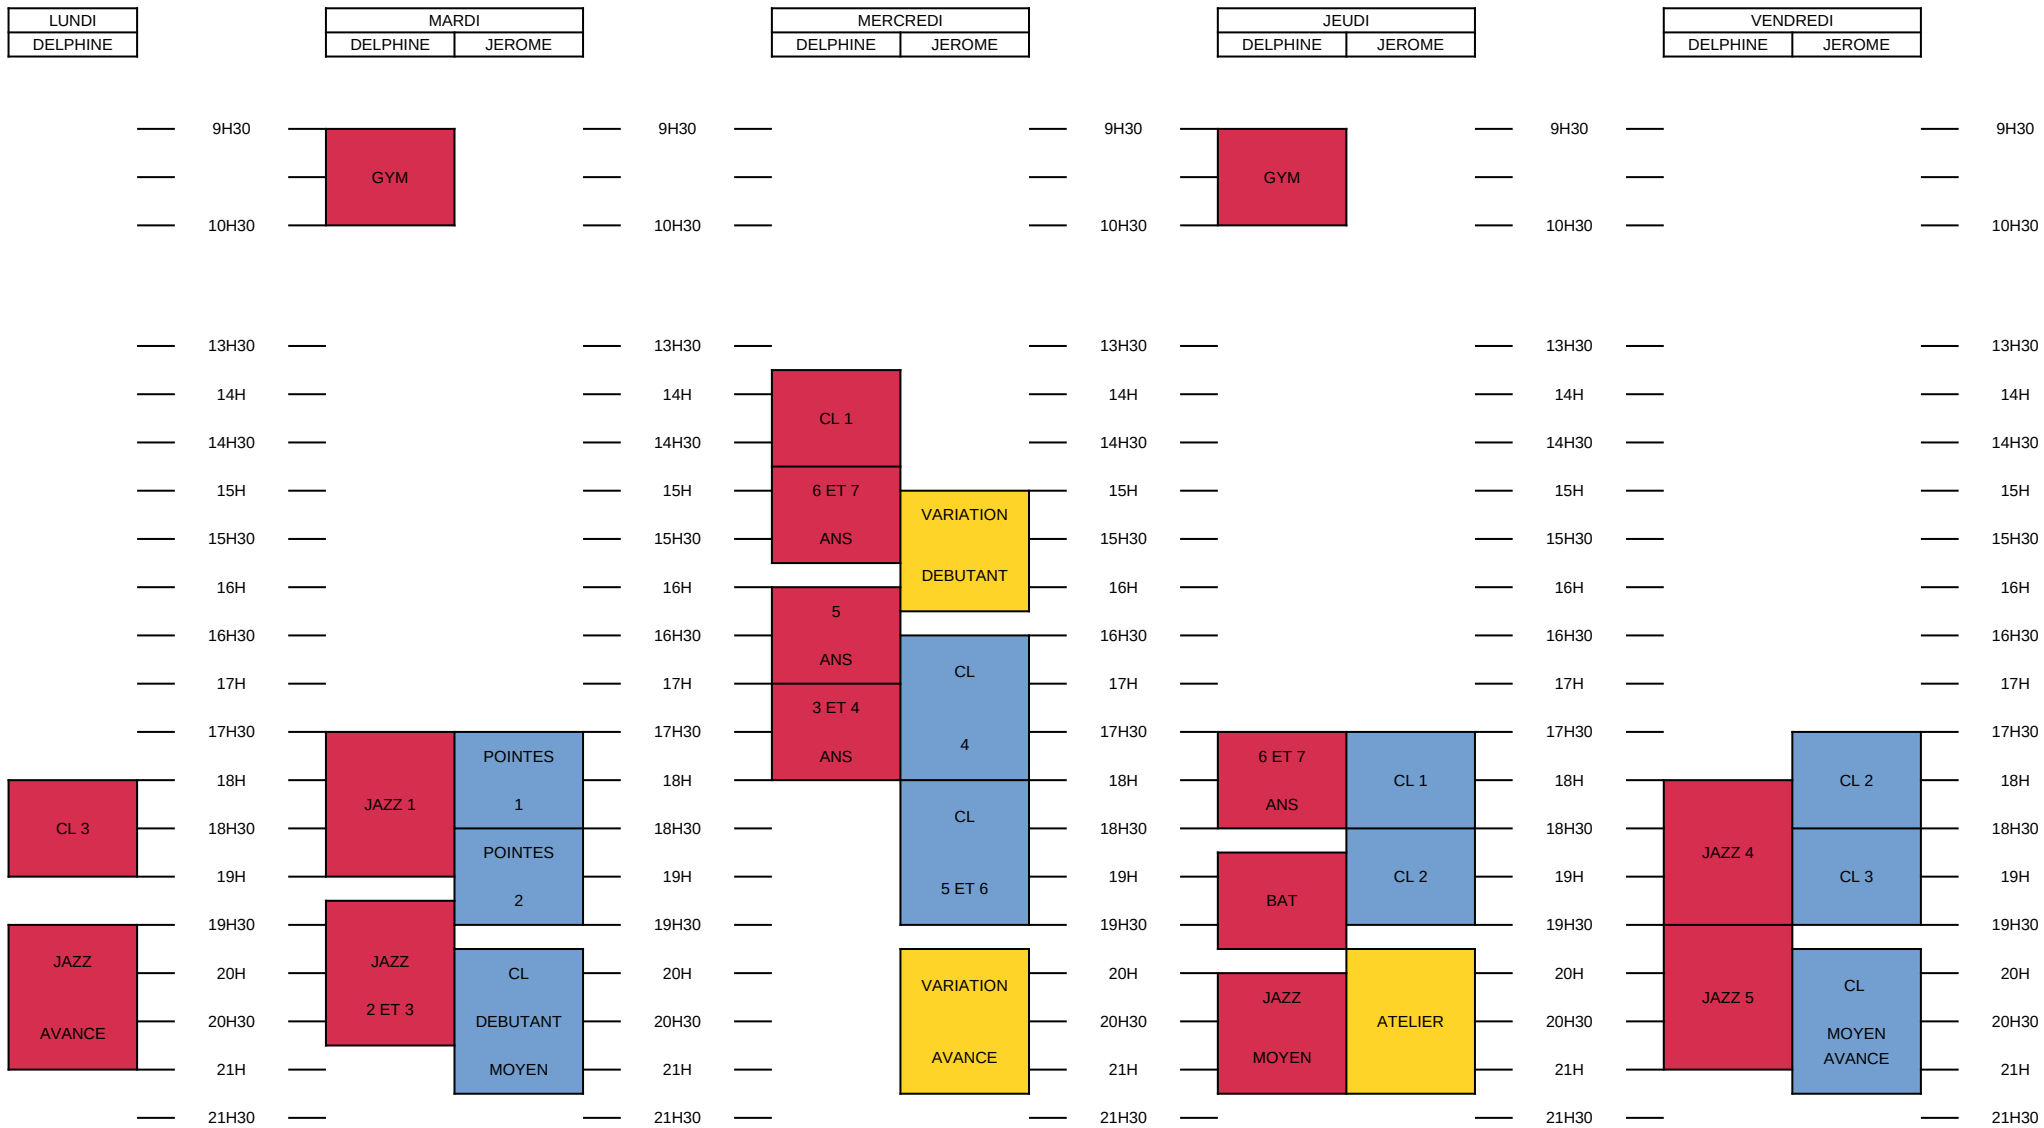 LUNDI MARDI MERCREDI JEUDI VENDREDI
DELPHINE DELPHINE JEROME DELPHINE JEROME DELPHINE JEROME DELPHINE JEROME
9H30 9H30 9H30 9H30 9H30
GYM GYM
10H30 10H30 10H30 10H30 10H30
13H30 13H30 13H30 13H30 13H30
14H 14H 14H 14H 14H
CL 1
14H30 14H30 14H30 14H30 14H30
15H 15H 6 ET 7 15H 15H 15H
VARIATION
15H30 15H30 ANS 15H30 15H30 15H30
DEBUTANT
16H 16H 16H 16H 16H
5
16H30 16H30 16H30 16H30 16H30
ANS CL
17H 17H 17H 17H 17H
3 ET 4
17H30 17H30 17H30 17H30 17H30
4
POINTES ANS 6 ET 7
18H 18H 18H CL 1 18H CL 2 18H
JAZZ 1 1 ANS
CL
CL 3 18H30 18H30 18H30 18H30 18H30
POINTES JAZZ 4
19H 19H 19H CL 2 19H CL 3 19H
5 ET 6
2 BAT
19H30 19H30 19H30 19H30 19H30
JAZZ JAZZ
20H CL 20H 20H 20H 20H
VARIATION CL
2 ET 3 JAZZ JAZZ 5
20H30 DEBUTANT 20H30 20H30 ATELIER 20H30 20H30
AVANCE MOYEN
AVANCE MOYEN AVANCE
21H MOYEN 21H 21H 21H 21H
21H30 21H30 21H30 21H30 21H30